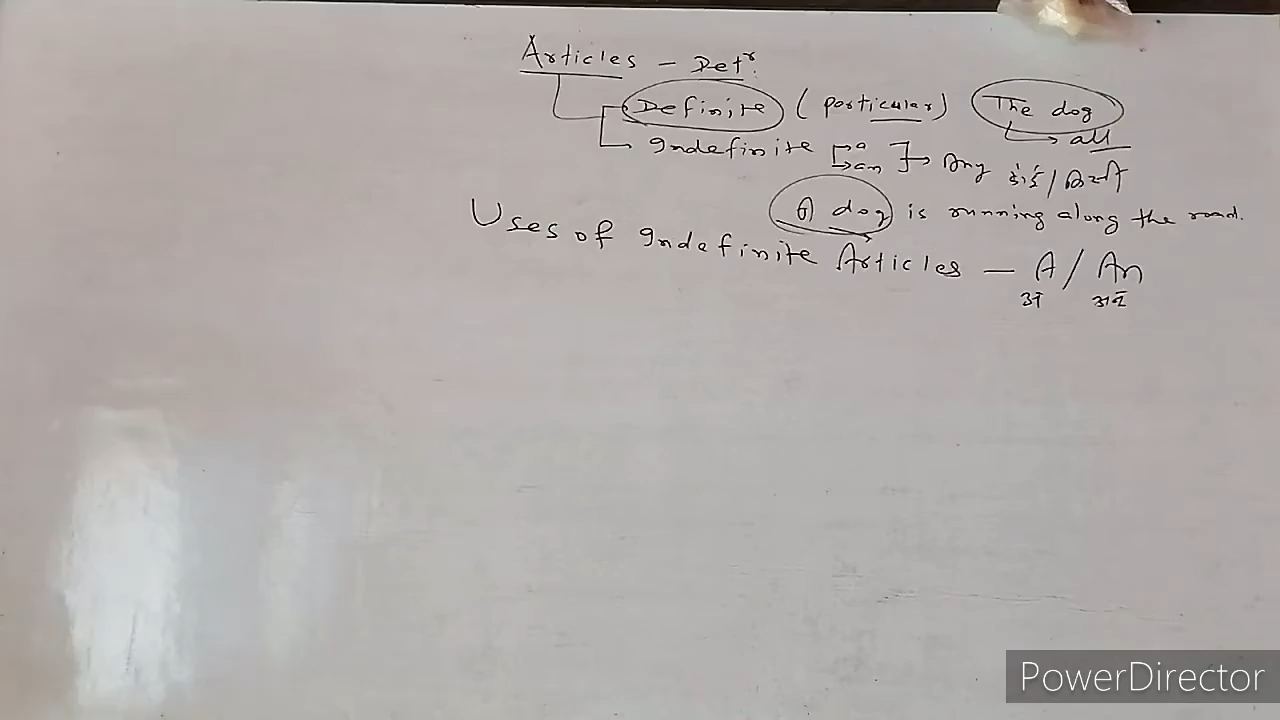 Articles – Detr.
Definite (particular) The dog
→ all
Indefinite → a → an ] → Any कोई/किसी
A dog is running along the road.
Uses of Indefinite Articles – A / An
अ अन
PowerDirector